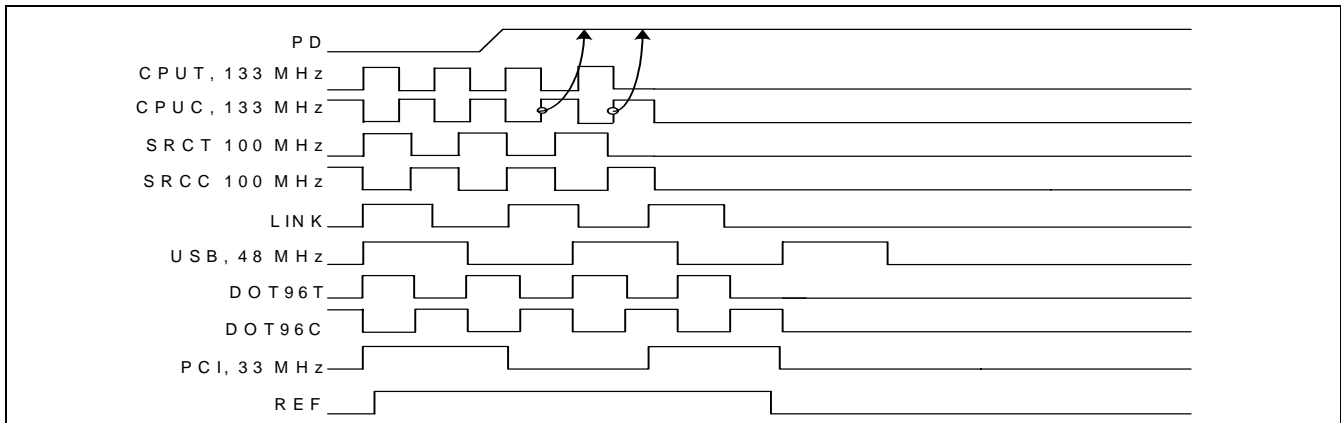 PD
CPUT, 133 MHz
CPUC, 133 MHz
SRCT 100 MHz
SRCC 100 MHz
LINK
USB, 48 MHz
DOT96T
DOT96C
PCI, 33 MHz
REF